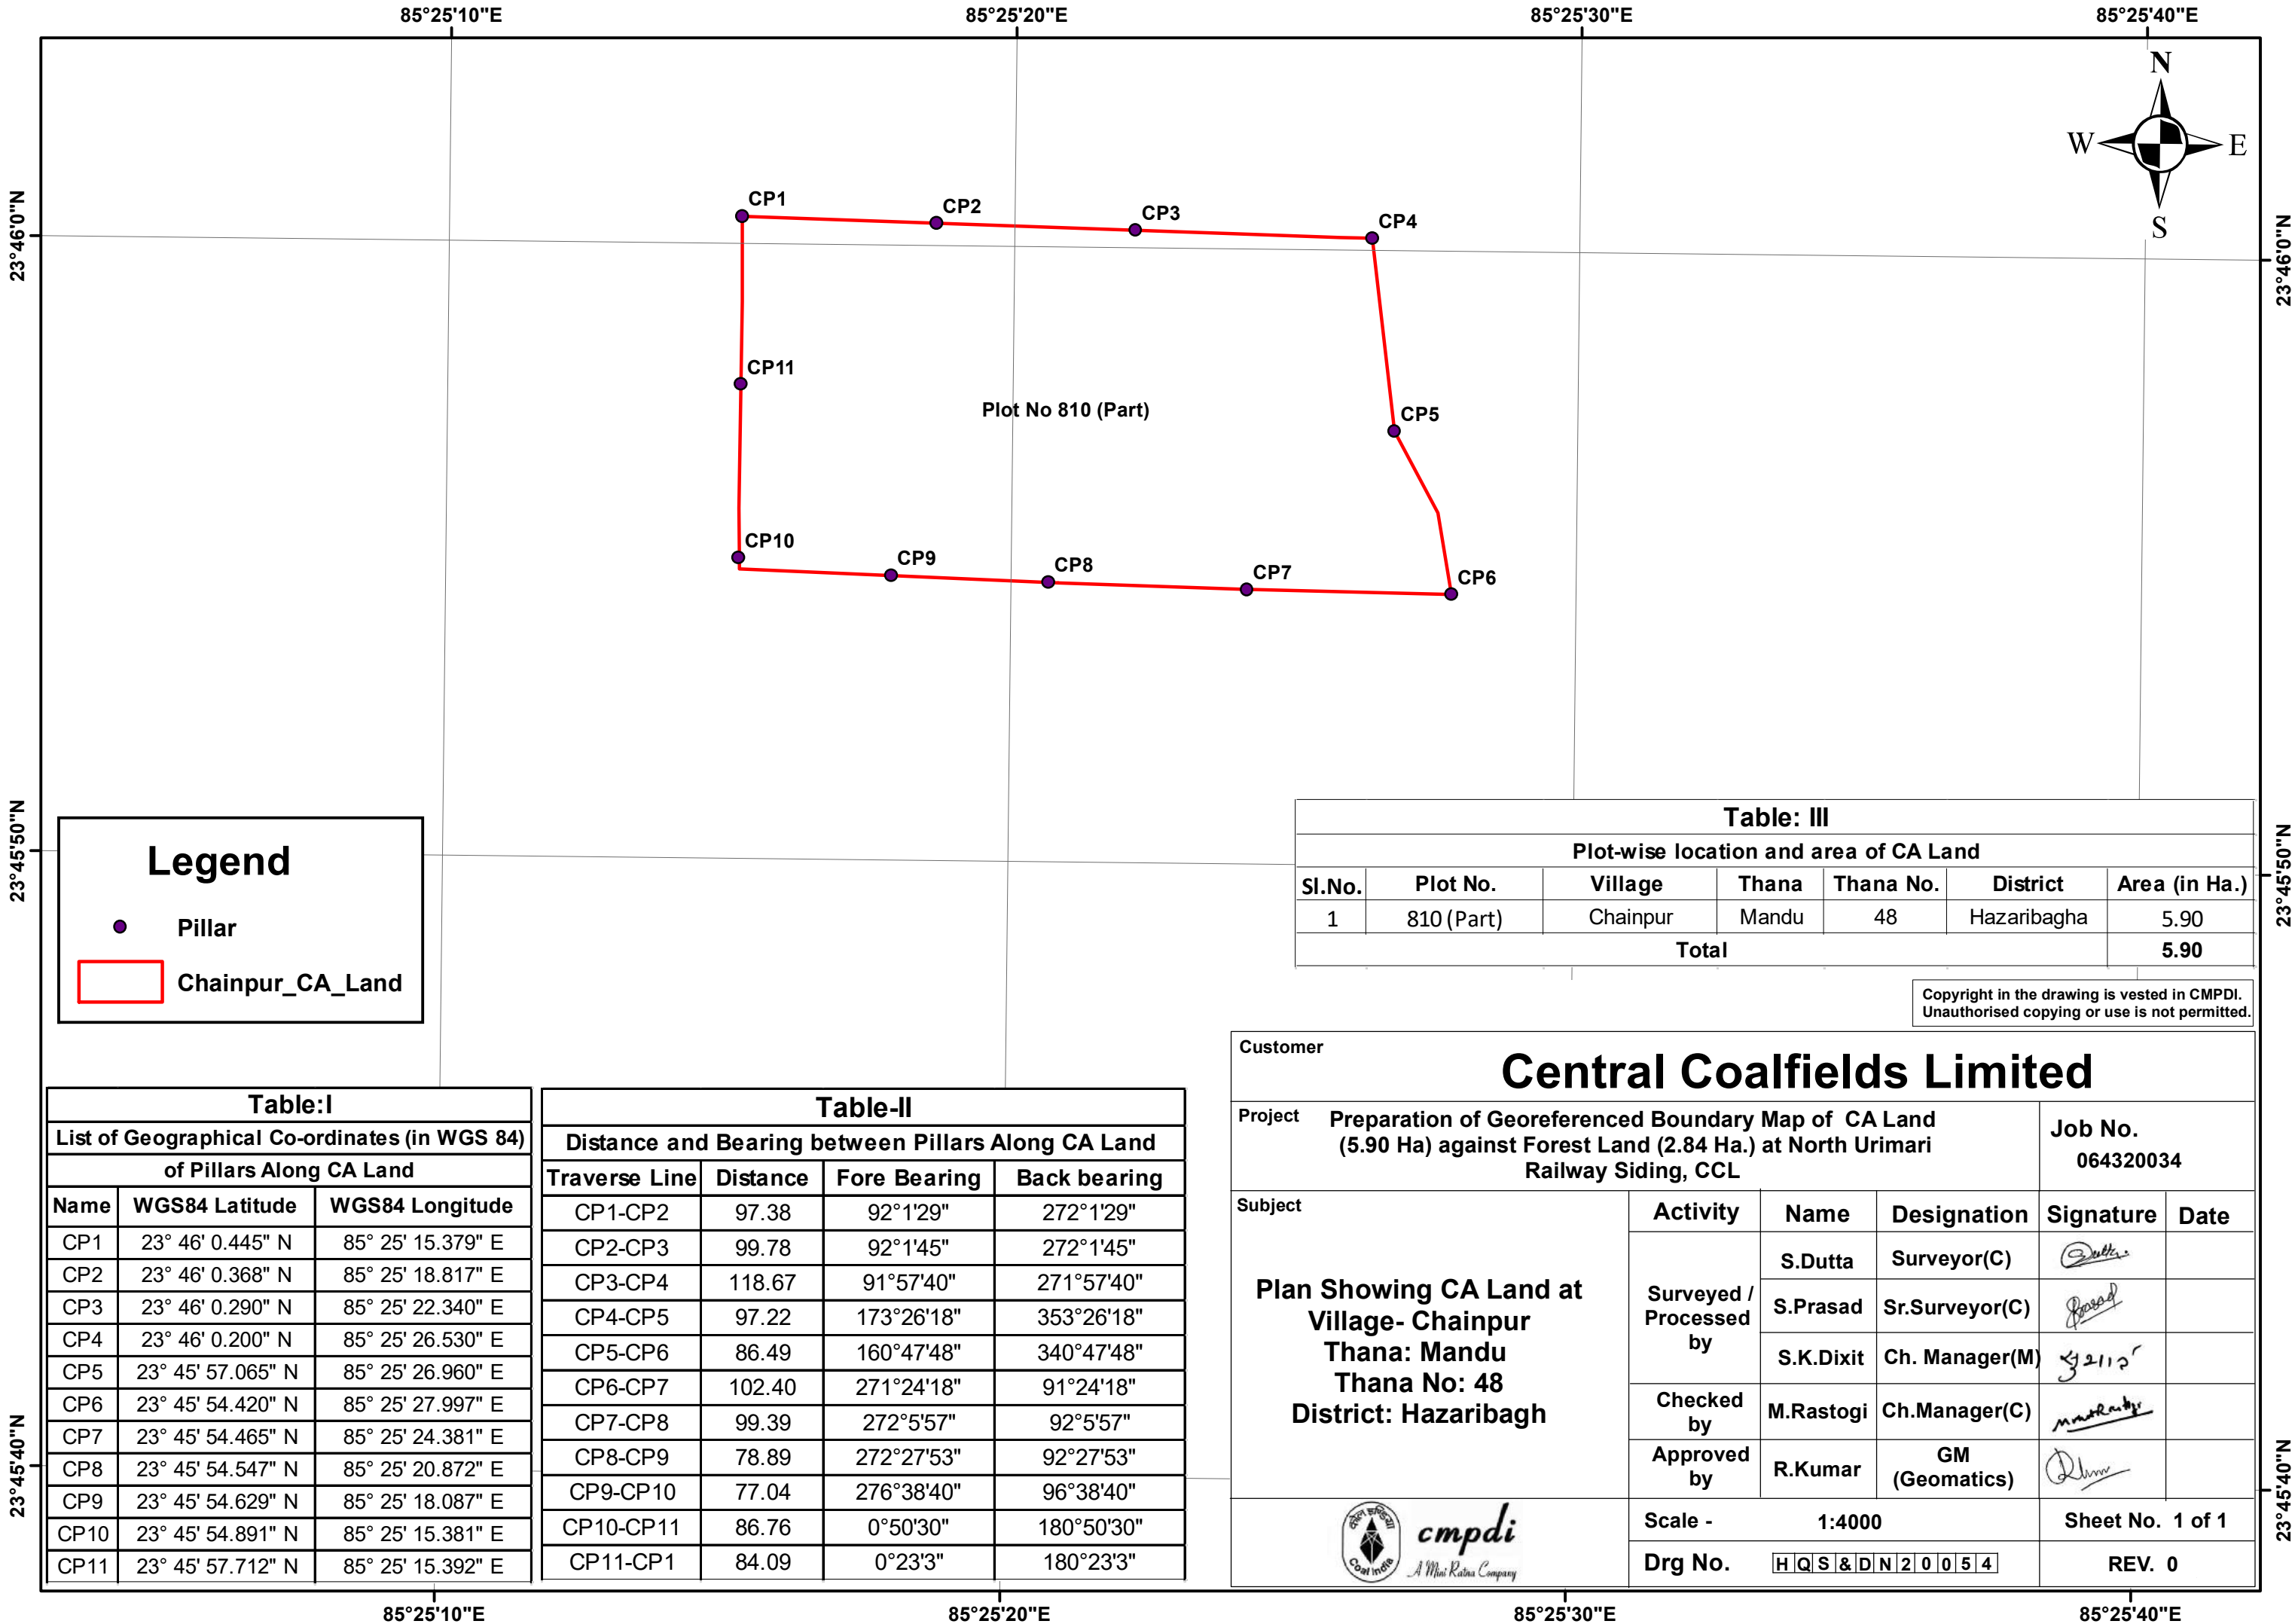 85°25'10"E 85°25'20"E 85°25'30"E 85°25'40"E
N
W E
S
23°46'0"N 23°46'0"N
CP1 CP2 CP3 CP4
CP11
Plot No 810 (Part)
CP5
CP10 CP9 CP8 CP7 CP6
23°45'50"N 23°45'50"N
Legend
Pillar
Chainpur_CA_Land
Table: III
Plot-wise location and area of CA Land
Sl.No. Plot No. Village Thana Thana No. District Area (in Ha.)
1 810 (Part) Chainpur Mandu 48 Hazaribagha 5.90
Total 5.90
Copyright in the drawing is vested in CMPDI.
Unauthorised copying or use is not permitted.
Table:I
List of Geographical Co-ordinates (in WGS 84)
of Pillars Along CA Land
Name WGS84 Latitude WGS84 Longitude
CP1 23° 46' 0.445" N 85° 25' 15.379" E
CP2 23° 46' 0.368" N 85° 25' 18.817" E
CP3 23° 46' 0.290" N 85° 25' 22.340" E
CP4 23° 46' 0.200" N 85° 25' 26.530" E
CP5 23° 45' 57.065" N 85° 25' 26.960" E
CP6 23° 45' 54.420" N 85° 25' 27.997" E
CP7 23° 45' 54.465" N 85° 25' 24.381" E
CP8 23° 45' 54.547" N 85° 25' 20.872" E
CP9 23° 45' 54.629" N 85° 25' 18.087" E
CP10 23° 45' 54.891" N 85° 25' 15.381" E
CP11 23° 45' 57.712" N 85° 25' 15.392" E
Table-II
Distance and Bearing between Pillars Along CA Land
Traverse Line Distance Fore Bearing Back bearing
CP1-CP2 97.38 92°1'29" 272°1'29"
CP2-CP3 99.78 92°1'45" 272°1'45"
CP3-CP4 118.67 91°57'40" 271°57'40"
CP4-CP5 97.22 173°26'18" 353°26'18"
CP5-CP6 86.49 160°47'48" 340°47'48"
CP6-CP7 102.40 271°24'18" 91°24'18"
CP7-CP8 99.39 272°5'57" 92°5'57"
CP8-CP9 78.89 272°27'53" 92°27'53"
CP9-CP10 77.04 276°38'40" 96°38'40"
CP10-CP11 86.76 0°50'30" 180°50'30"
CP11-CP1 84.09 0°23'3" 180°23'3"
Customer
Central Coalfields Limited
Project Preparation of Georeferenced Boundary Map of CA Land
(5.90 Ha) against Forest Land (2.84 Ha.) at North Urimari
Railway Siding, CCL
Job No.
064320034
Subject
Plan Showing CA Land at
Village- Chainpur
Thana: Mandu
Thana No: 48
District: Hazaribagh
Activity Name Designation Signature Date
Surveyed /
Processed
by
S.Dutta Surveyor(C)
S.Prasad Sr.Surveyor(C)
S.K.Dixit Ch. Manager(M)
Checked
by
M.Rastogi Ch.Manager(C)
Approved
by
R.Kumar GM
(Geomatics)
कोल इण्डिया
Coal India
cmpdi
A Mini Ratna Company
Scale - 1:4000 Sheet No. 1 of 1
Drg No. HQS&DN20054 REV. 0
23°45'40"N 23°45'40"N
85°25'10"E 85°25'20"E 85°25'30"E 85°25'40"E